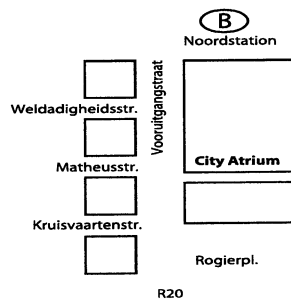 B
Noordstation
Vooruitgangstraat
Weldadigheidsstr.
City Atrium
Matheusstr.
Kruisvaartenstr.
Rogierpl.
R20